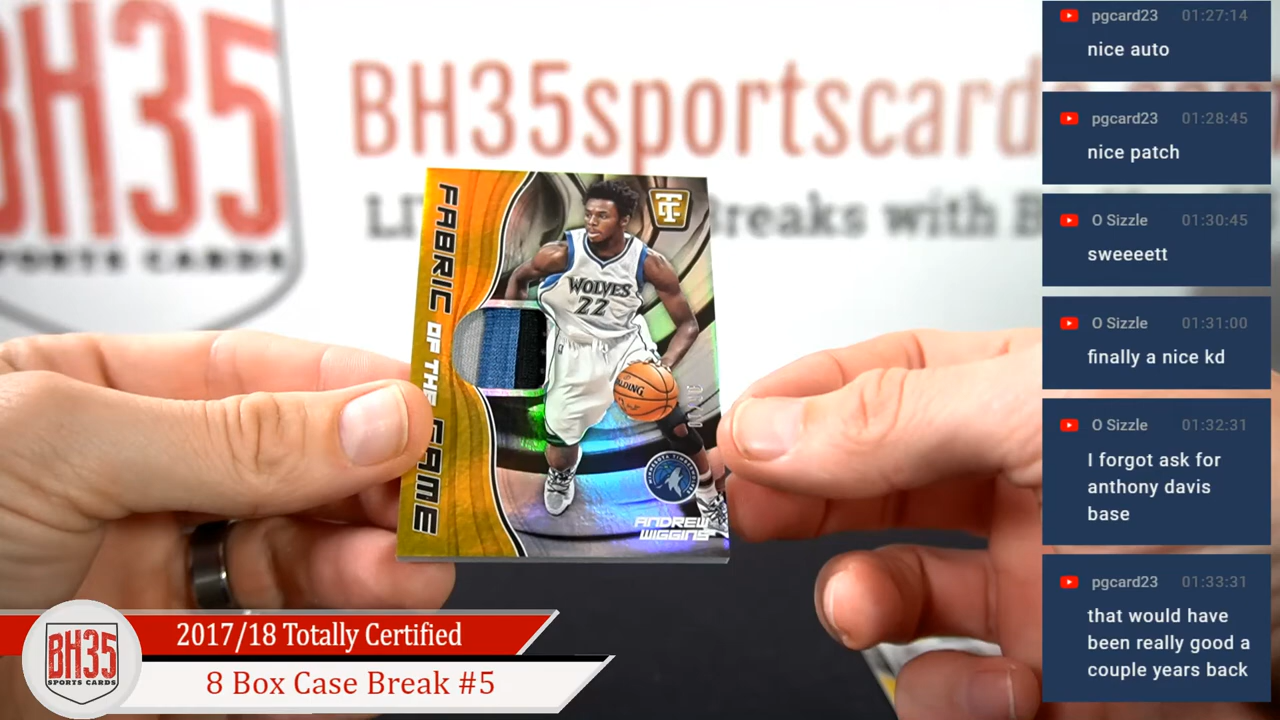 BH35
SPORTS CARDS
BH35sportscards
Breaks with
FABRIC OF THE GAME
WOLVES
22
SPALDING
ANDREW
WIGGINS
2017/18 Totally Certified
8 Box Case Break #5
BH35
SPORTS CARDS
pgcard23 01:27:14
nice auto
pgcard23 01:28:45
nice patch
O Sizzle 01:30:45
sweeeett
O Sizzle 01:31:00
finally a nice kd
O Sizzle 01:32:31
I forgot ask for
anthony davis
base
pgcard23 01:33:31
that would have
been really good a
couple years back